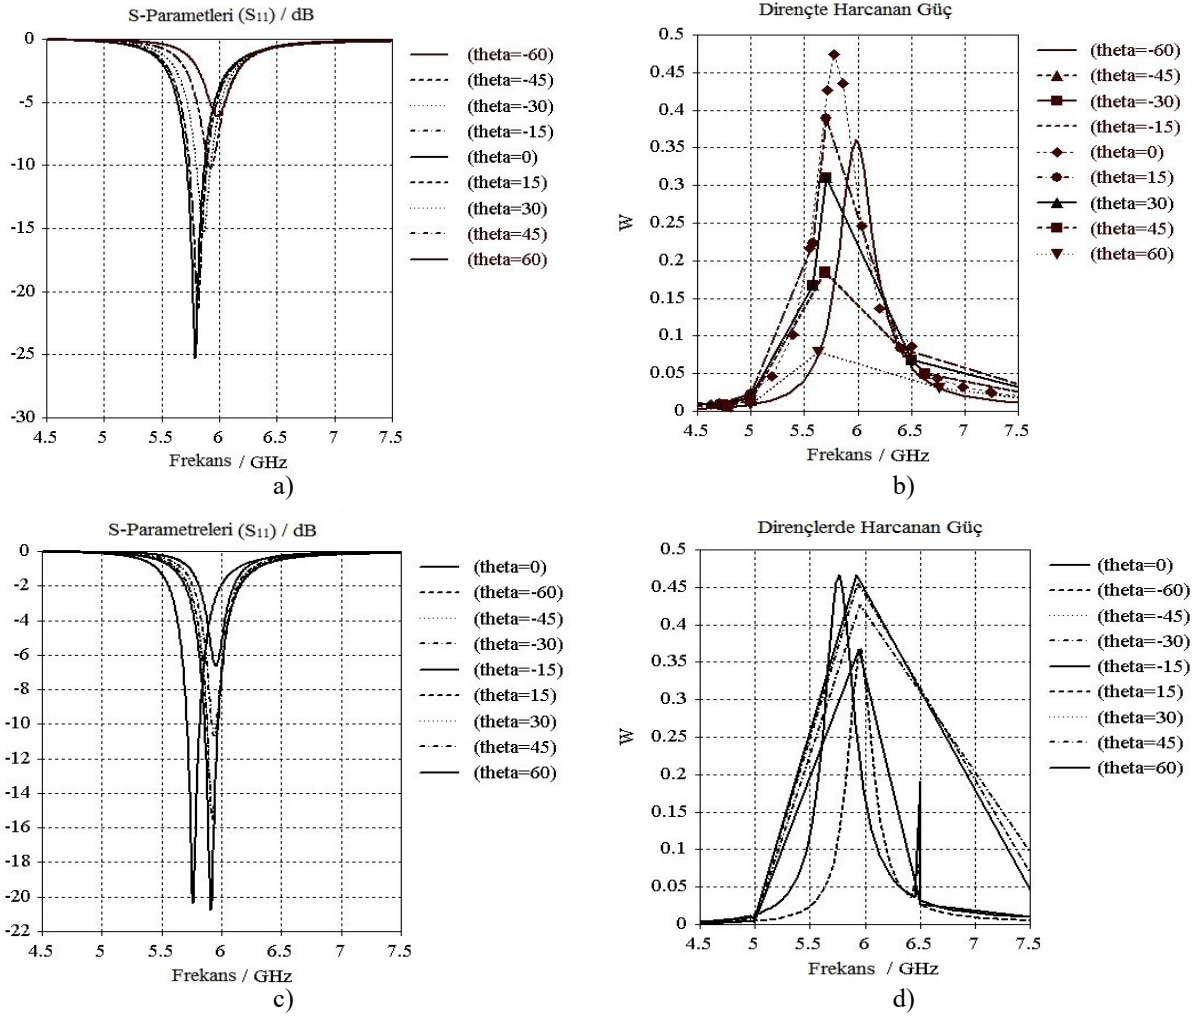 S-Parametleri (S11) / dB
0
-5
-10
-15
-20
-25
-30
4.5 5 5.5 6 6.5 7 7.5
Frekans / GHz
(theta=-60)
(theta=-45)
(theta=-30)
(theta=-15)
(theta=0)
(theta=15)
(theta=30)
(theta=45)
(theta=60)
a)
Dirençte Harcanan Güç
0.5
0.45
0.4
0.35
0.3
0.25
0.2
0.15
0.1
0.05
0
W
4.5 5 5.5 6 6.5 7 7.5
Frekans / GHz
(theta=-60)
(theta=-45)
(theta=-30)
(theta=-15)
(theta=0)
(theta=15)
(theta=30)
(theta=45)
(theta=60)
b)
S-Parametreleri (S11) / dB
0
-2
-4
-6
-8
-10
-12
-14
-16
-18
-20
-22
4.5 5 5.5 6 6.5 7 7.5
Frekans / GHz
(theta=0)
(theta=-60)
(theta=-45)
(theta=-30)
(theta=-15)
(theta=15)
(theta=30)
(theta=45)
(theta=60)
c)
Dirençlerde Harcanan Güç
0.5
0.45
0.4
0.35
0.3
0.25
0.2
0.15
0.1
0.05
0
W
4.5 5 5.5 6 6.5 7 7.5
Frekans / GHz
(theta=0)
(theta=-60)
(theta=-45)
(theta=-30)
(theta=-15)
(theta=15)
(theta=30)
(theta=45)
(theta=60)
d)